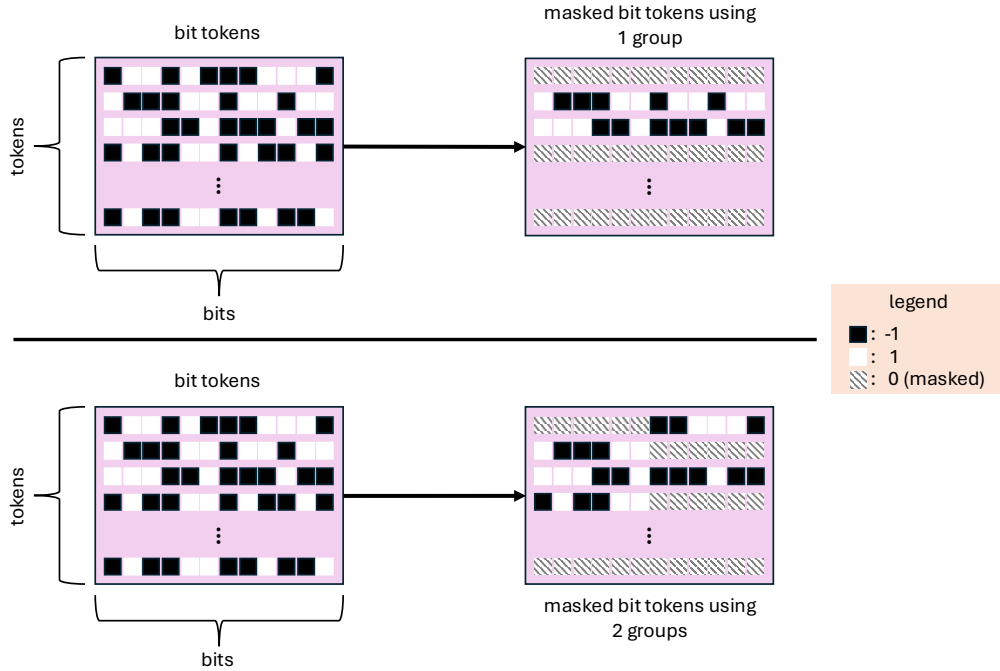 bit tokens
masked bit tokens using
1 group
tokens
bits
legend
: -1
: 1
: 0 (masked)
bit tokens
tokens
bits
masked bit tokens using
2 groups